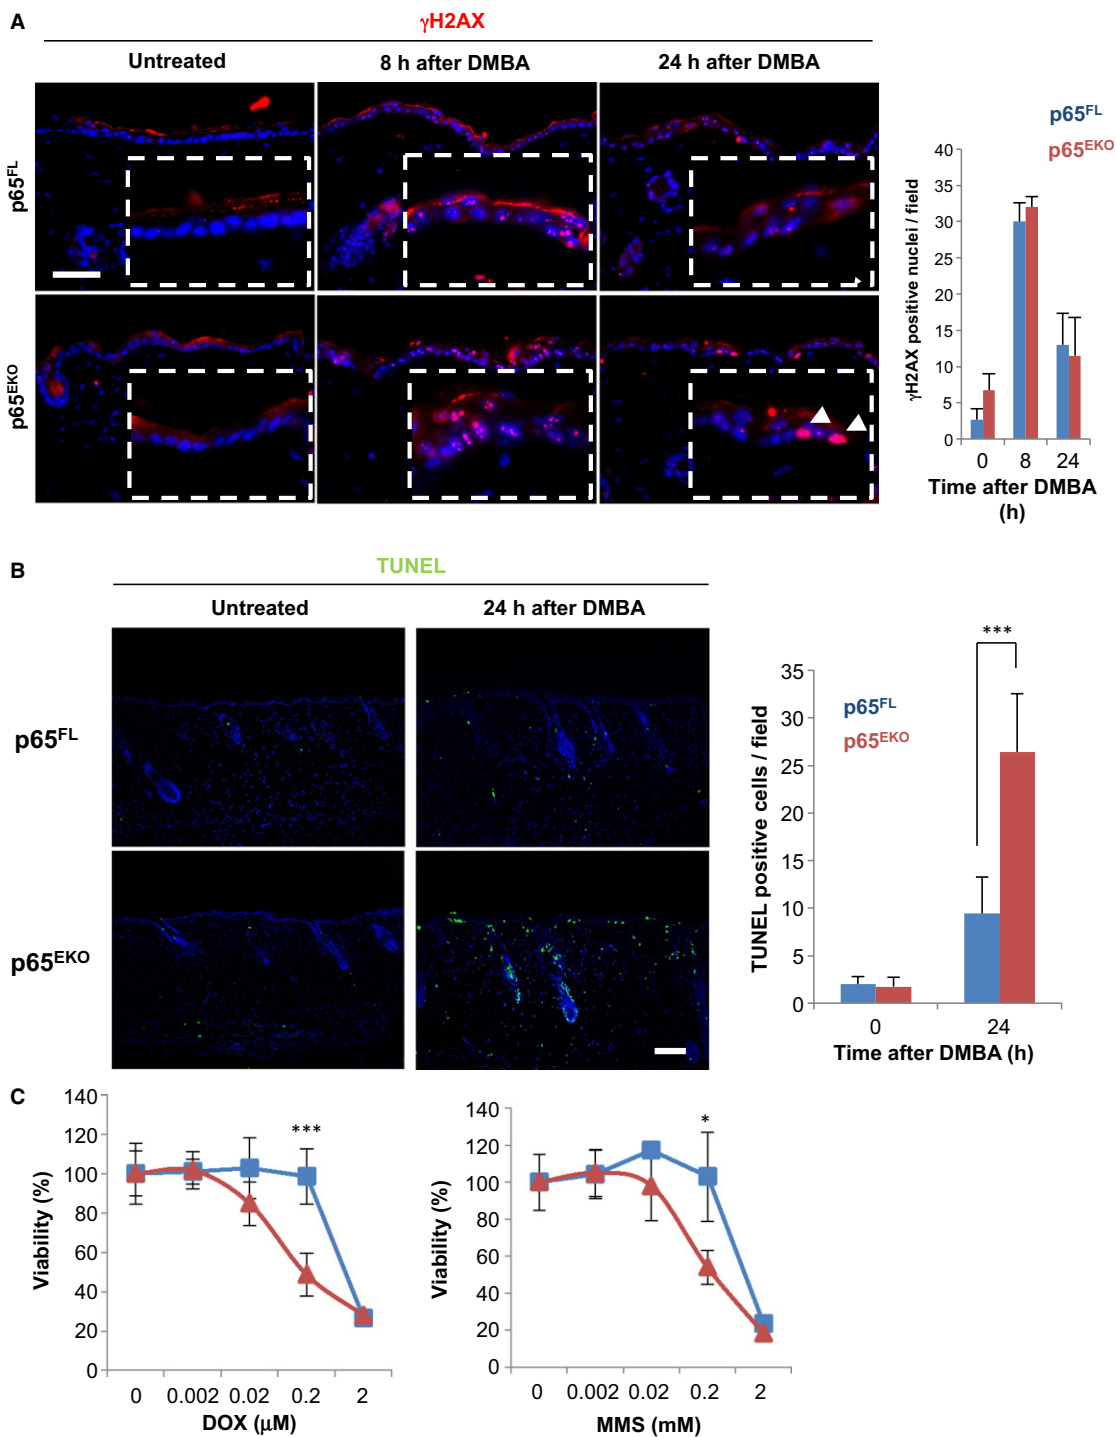 A
γH2AX
Untreated
8 h after DMBA
24 h after DMBA
p65FL
p65EKO
p65FL
p65EKO
γH2AX positive nuclei / field
40
35
30
25
20
15
10
5
0
0 8 24
Time after DMBA
(h)
B
TUNEL
Untreated
24 h after DMBA
p65FL
p65EKO
***
p65FL
p65EKO
TUNEL positive cells / field
35
30
25
20
15
10
5
0
0 24
Time after DMBA (h)
C
***
Viability (%)
140
120
100
80
60
40
20
0
0 0.002 0.02 0.2 2
DOX (μM)
*
Viability (%)
140
120
100
80
60
40
20
0
0 0.002 0.02 0.2 2
MMS (mM)